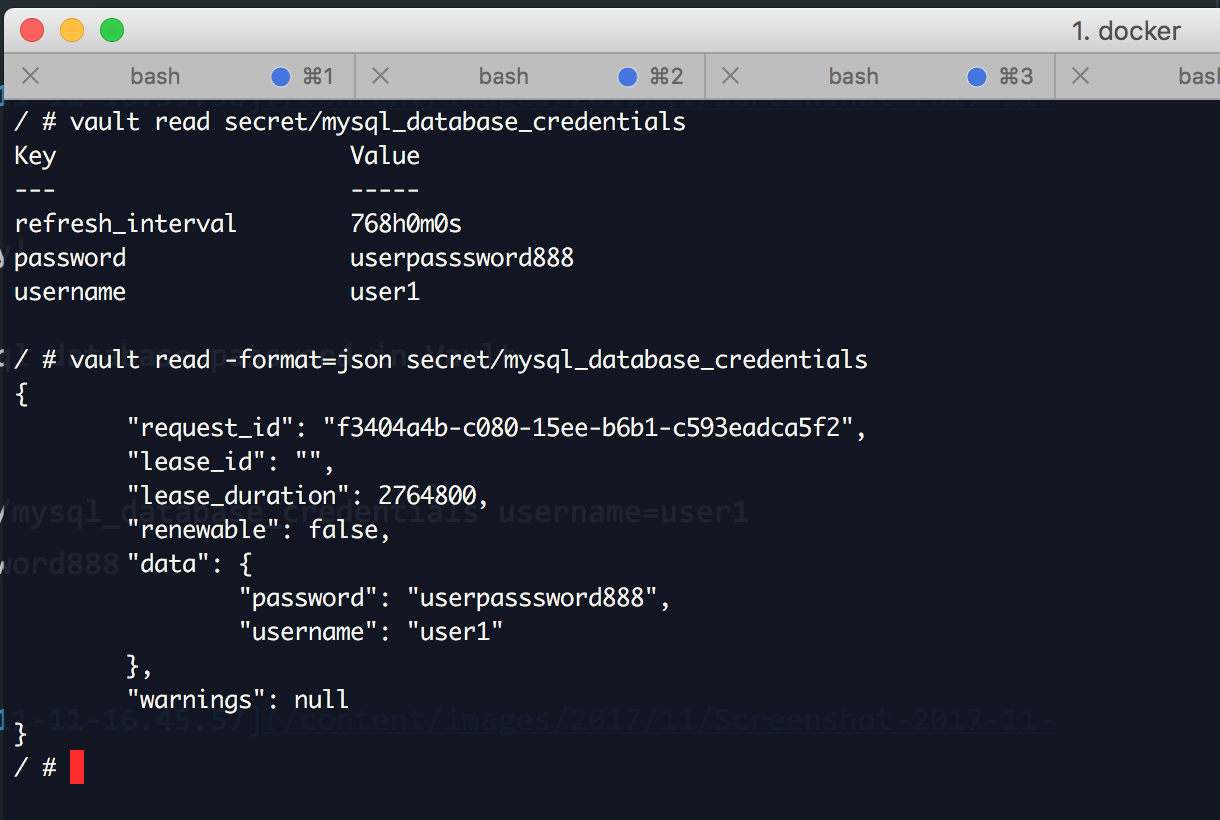 1. docker
bash ⌘1 bash ⌘2 bash ⌘3 bas
/ # vault read secret/mysql_database_credentials
Key Value
--- -----
refresh_interval 768h0m0s
password userpasssword888
username user1
/ # vault read -format=json secret/mysql_database_credentials
{
"request_id": "f3404a4b-c080-15ee-b6b1-c593eadca5f2",
"lease_id": "",
"lease_duration": 2764800,
"renewable": false,
"data": {
"password": "userpasssword888",
"username": "user1"
},
"warnings": null
}
/ #